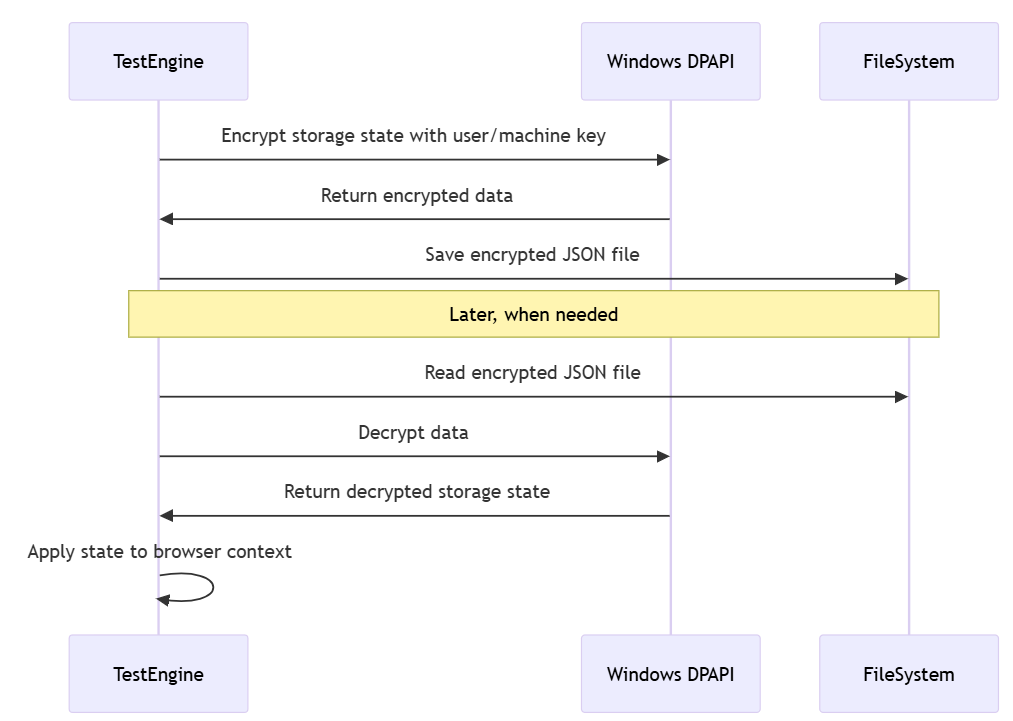 TestEngine
Windows DPAPI
FileSystem
Encrypt storage state with user/machine key
Return encrypted data
Save encrypted JSON file
Later, when needed
Read encrypted JSON file
Decrypt data
Return decrypted storage state
Apply state to browser context
TestEngine
Windows DPAPI
FileSystem